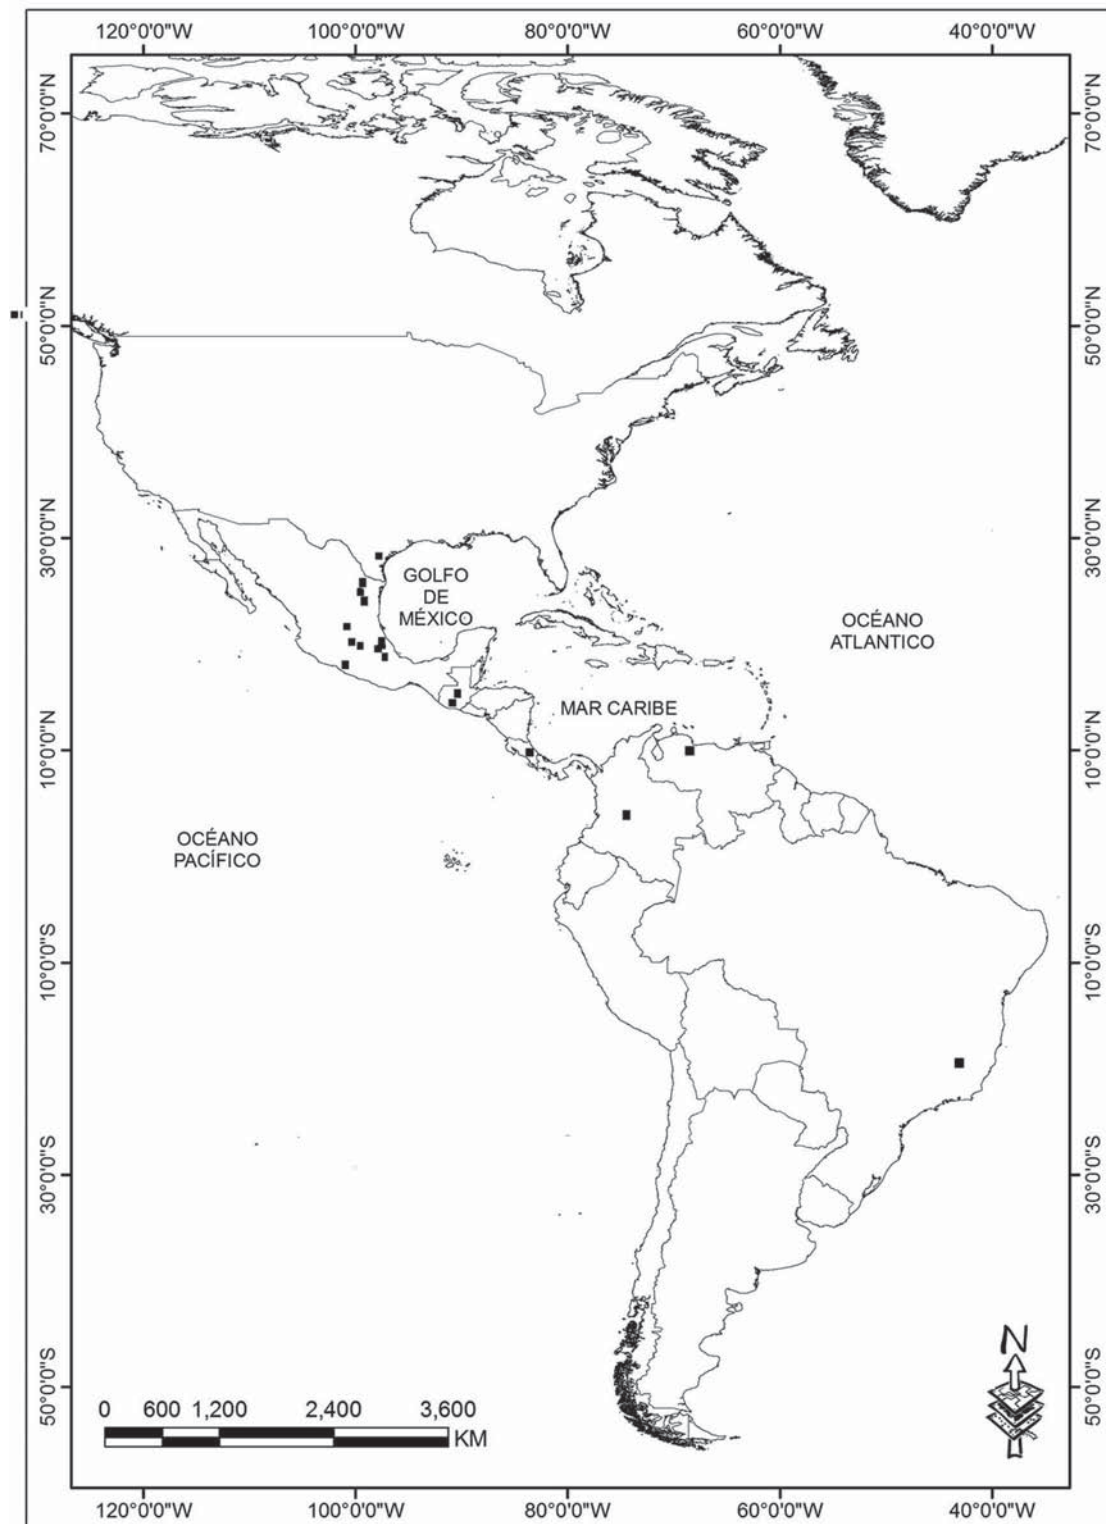 120°0'0"W 100°0'0"W 80°0'0"W 60°0'0"W 40°0'0"W
70°0'0"N 70°0'0"N
50°0'0"N 50°0'0"N
30°0'0"N 30°0'0"N
GOLFO
DE
MÉXICO
OCÉANO
ATLANTICO
MAR CARIBE
10°0'0"N 10°0'0"N
OCÉANO
PACÍFICO
10°0'0"S 10°0'0"S
30°0'0"S 30°0'0"S
50°0'0"S 50°0'0"S
N
0 600 1,200 2,400 3,600
KM
120°0'0"W 100°0'0"W 80°0'0"W 60°0'0"W 40°0'0"W